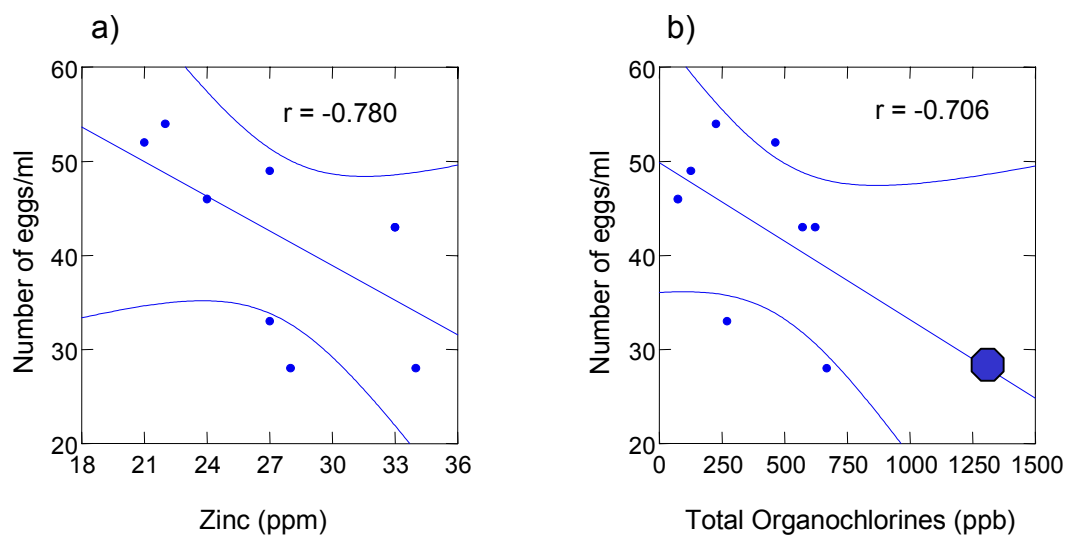 a)
Number of eggs/ml
60
50
40
30
20
r = -0.780
18 21 24 27 30 33 36
Zinc (ppm)
b)
Number of eggs/ml
60
50
40
30
20
r = -0.706
0 250 500 750 1000 1250 1500
Total Organochlorines (ppb)